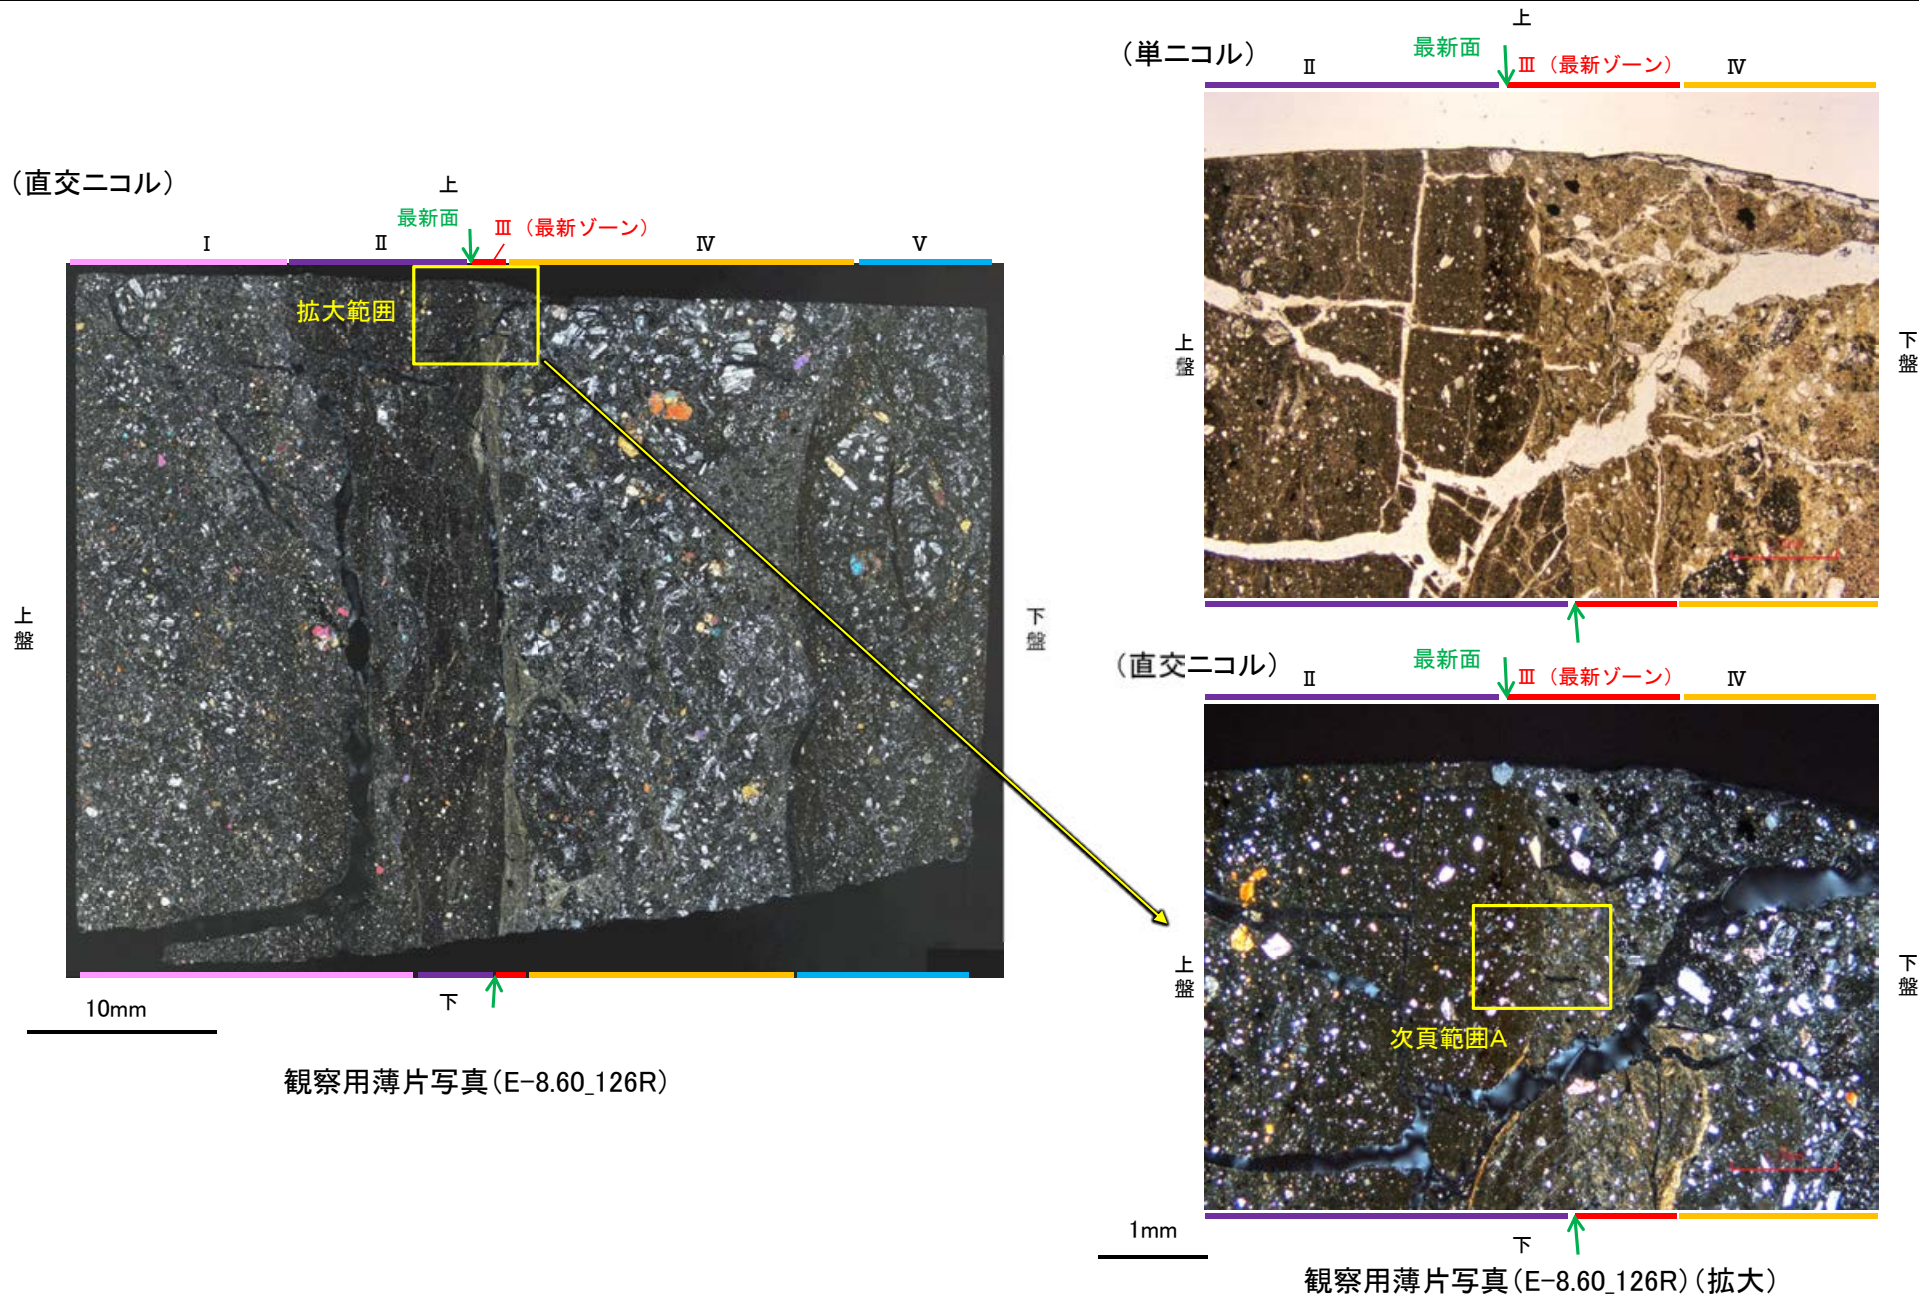 （直交ニコル）
上
最新面
Ⅲ（最新ゾーン）
Ⅰ
Ⅱ
Ⅳ
Ⅴ
拡大範囲
上盤
下盤
下
10mm
観察用薄片写真(E-8.60_126R)
（単ニコル）
上
最新面
Ⅱ
Ⅲ（最新ゾーン）
Ⅳ
上盤
下盤
（直交ニコル）
最新面
Ⅱ
Ⅲ（最新ゾーン）
Ⅳ
上盤
下盤
次頁範囲A
1mm
下
観察用薄片写真(E-8.60_126R)(拡大)